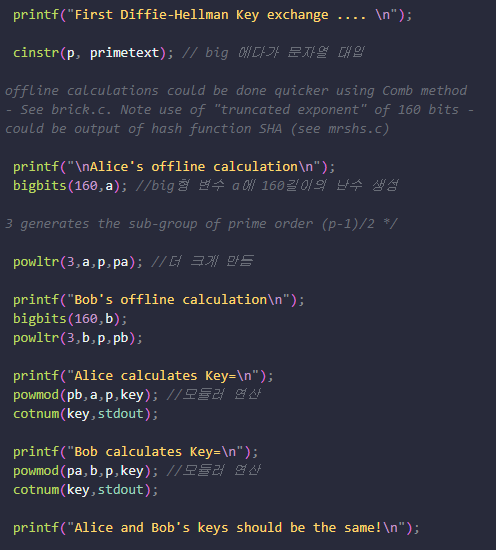 printf("First Diffie-Hellman Key exchange .... \n");
cinstr(p, primetext); // big 에다가 문자열 대입
offline calculations could be done quicker using Comb method
- See brick.c. Note use of "truncated exponent" of 160 bits -
could be output of hash function SHA (see mrshs.c)
printf("\nAlice's offline calculation\n");
bigbits(160,a); //big형 변수 a에 160길이의 난수 생성
3 generates the sub-group of prime order (p-1)/2 */
powltr(3,a,p,pa); //더 크게 만듬
printf("Bob's offline calculation\n");
bigbits(160,b);
powltr(3,b,p,pb);
printf("Alice calculates Key=\n");
powmod(pb,a,p,key); //모듈러 연산
cotnum(key,stdout);
printf("Bob calculates Key=\n");
powmod(pa,b,p,key); //모듈러 연산
cotnum(key,stdout);
printf("Alice and Bob's keys should be the same!\n");